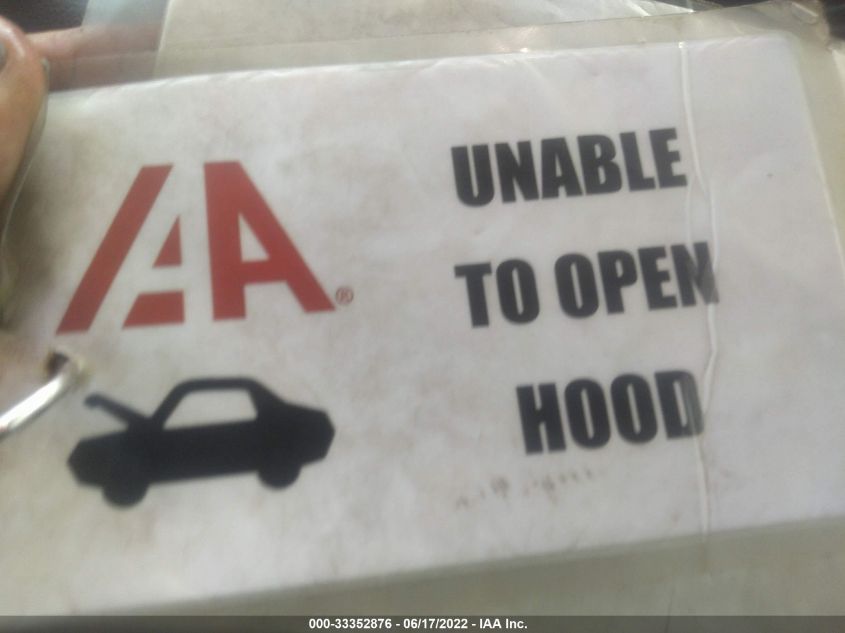 IAA®
UNABLE
TO OPEN
HOOD
000-33352876 - 06/17/2022 - IAA Inc.